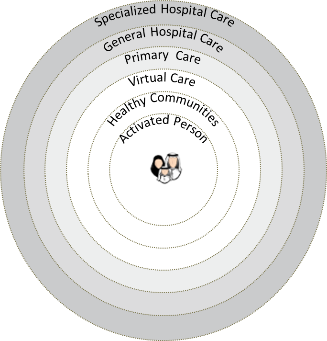 Specialized Hospital Care
General Hospital Care
Primary Care
Virtual Care
Healthy Communities
Activated Person